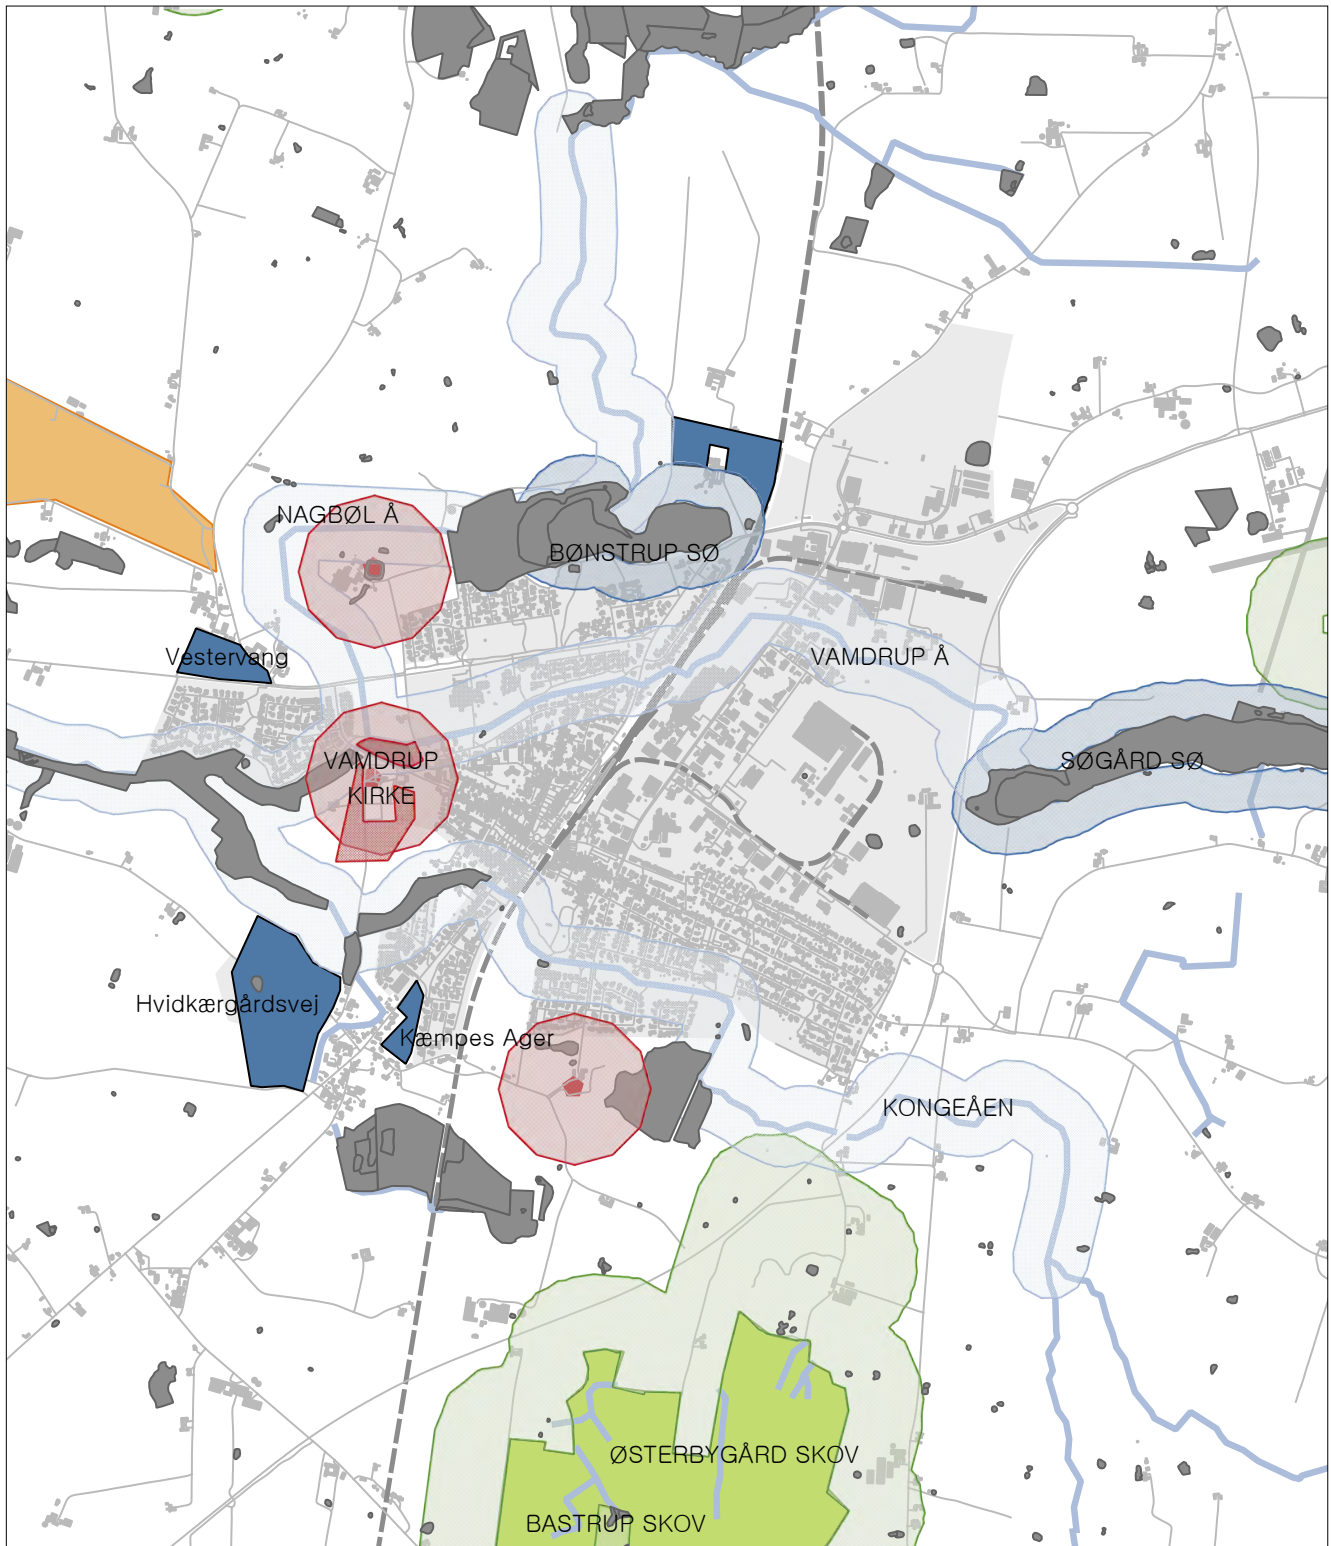 NAGBØL Å
BØNSTRUP SØ
Vestervang
VAMDRUP Å
VAMDRUP
KIRKE
SØGÅRD SØ
Hvidkærgårdsvej
Kæmpes Ager
KONGEÅEN
ØSTERBYGÅRD SKOV
BASTRUP SKOV